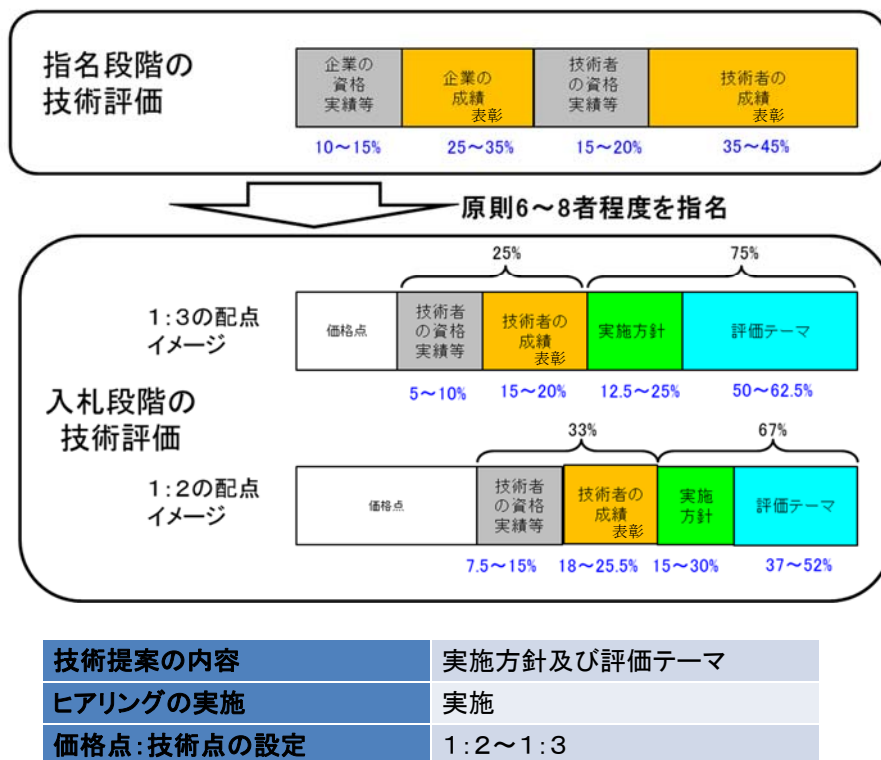 指名段階の
技術評価
企業の
資格
実績等
企業の
成績
表彰
技術者
の資格
実績等
技術者の
成績
表彰
10～15%
25～35%
15～20%
35～45%
原則6～8者程度を指名
25%
75%
1：3の配点
イメージ
価格点
技術者
の資格
実績等
技術者の
成績
表彰
実施方針
評価テーマ
5～10%
15～20%
12.5～25%
50～62.5%
入札段階の
技術評価
33%
67%
1：2の配点
イメージ
価格点
技術者
の資格
実績等
技術者の
成績
表彰
実施
方針
評価テーマ
7.5～15%
18～25.5%
15～30%
37～52%
技術提案の内容
実施方針及び評価テーマ
ヒアリングの実施
実施
価格点：技術点の設定
1：2～1：3